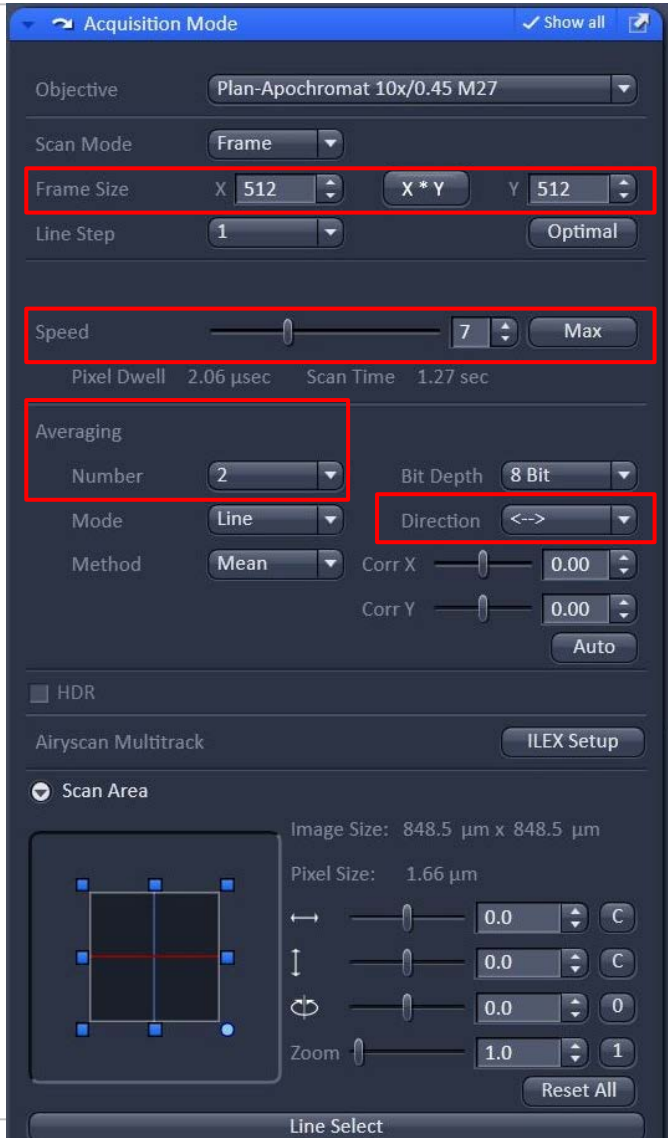 Acquisition Mode Show all
Objective Plan-Apochromat 10x/0.45 M27
Scan Mode Frame
Frame Size X 512 X * Y Y 512
Line Step 1 Optimal
Speed 7 Max
Pixel Dwell 2.06 µsec Scan Time 1.27 sec
Averaging
Number 2 Bit Depth 8 Bit
Mode Line Direction <-->
Method Mean Corr X 0.00
Corr Y 0.00
Auto
HDR
Airyscan Multitrack ILEX Setup
Scan Area
Image Size: 848.5 µm x 848.5 µm
Pixel Size: 1.66 µm
0.0 C
0.0 C
0.0 0
Zoom 1.0 1
Reset All
Line Select